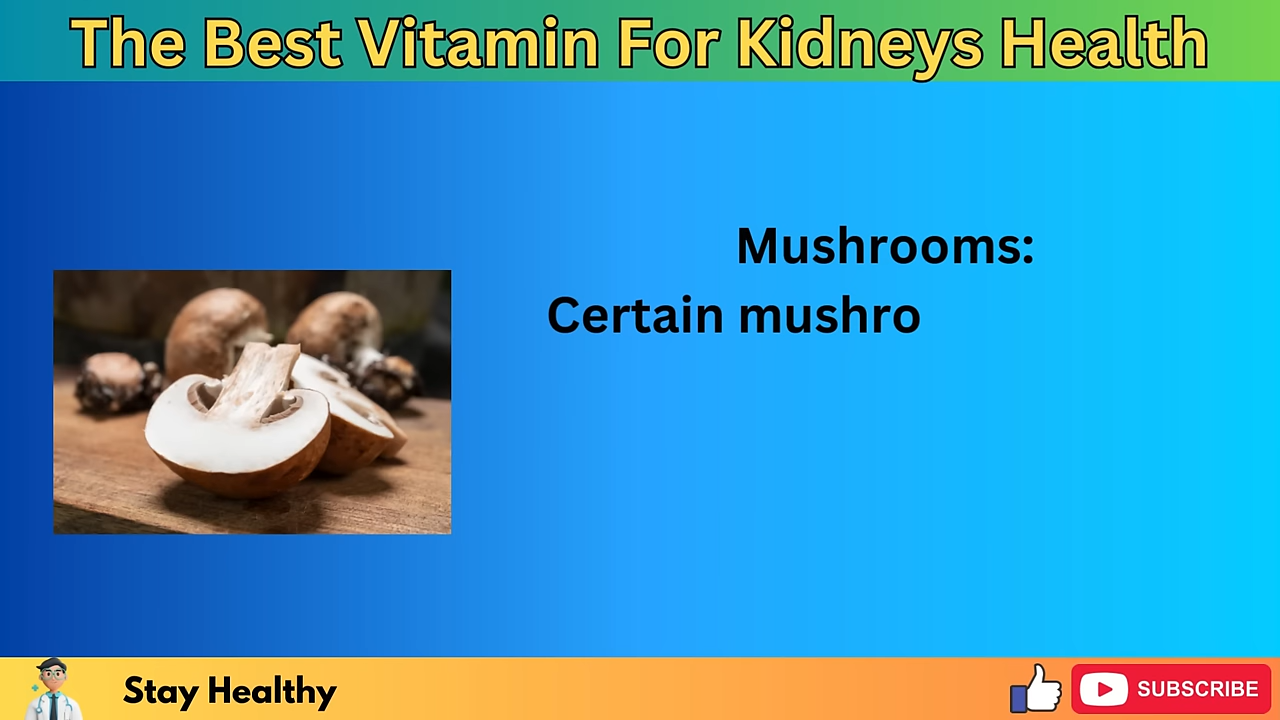 The Best Vitamin For Kidneys Health
Mushrooms:
Certain mushro
Stay Healthy
SUBSCRIBE